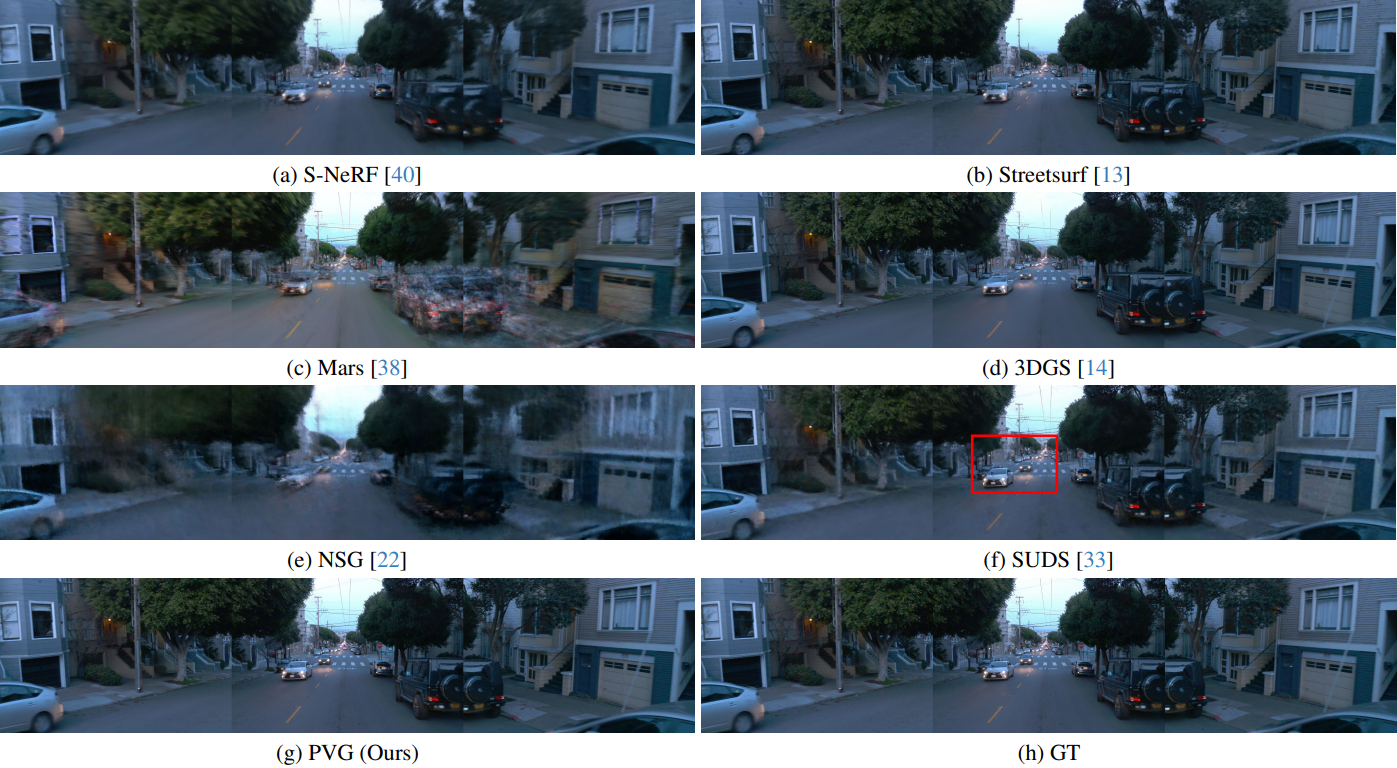 (a) S-NeRF [40]
(b) Streetsurf [13]
(c) Mars [38]
(d) 3DGS [14]
(e) NSG [22]
(f) SUDS [33]
(g) PVG (Ours)
(h) GT